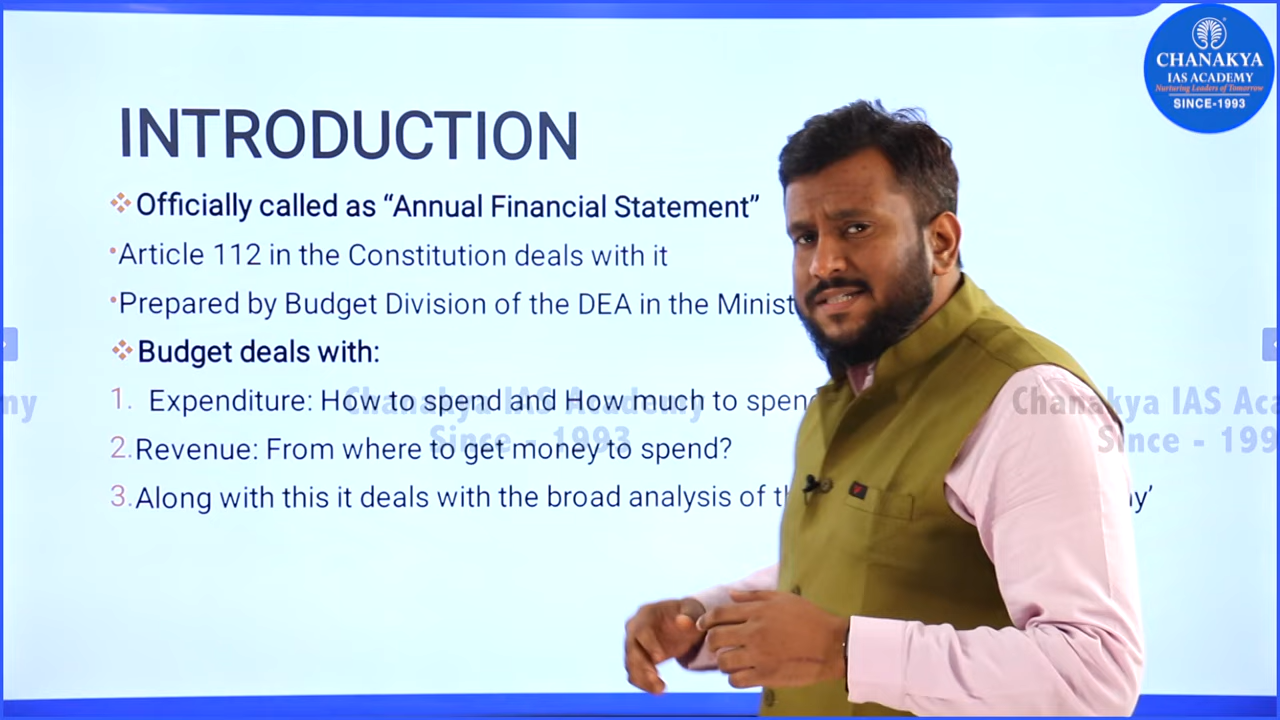 CHANAKYA
IAS ACADEMY
Nurturing Leaders of Tomorrow
SINCE-1993
INTRODUCTION
❖ Officially called as “Annual Financial Statement”
•Article 112 in the Constitution deals with it
•Prepared by Budget Division of the DEA in the Minist
❖ Budget deals with:
1. Expenditure: How to spend and How much to spen
2. Revenue: From where to get money to spend?
3. Along with this it deals with the broad analysis of th y’
my Chanakya IAS Academy Chanakya IAS Aca
Since - 1993 Since - 199